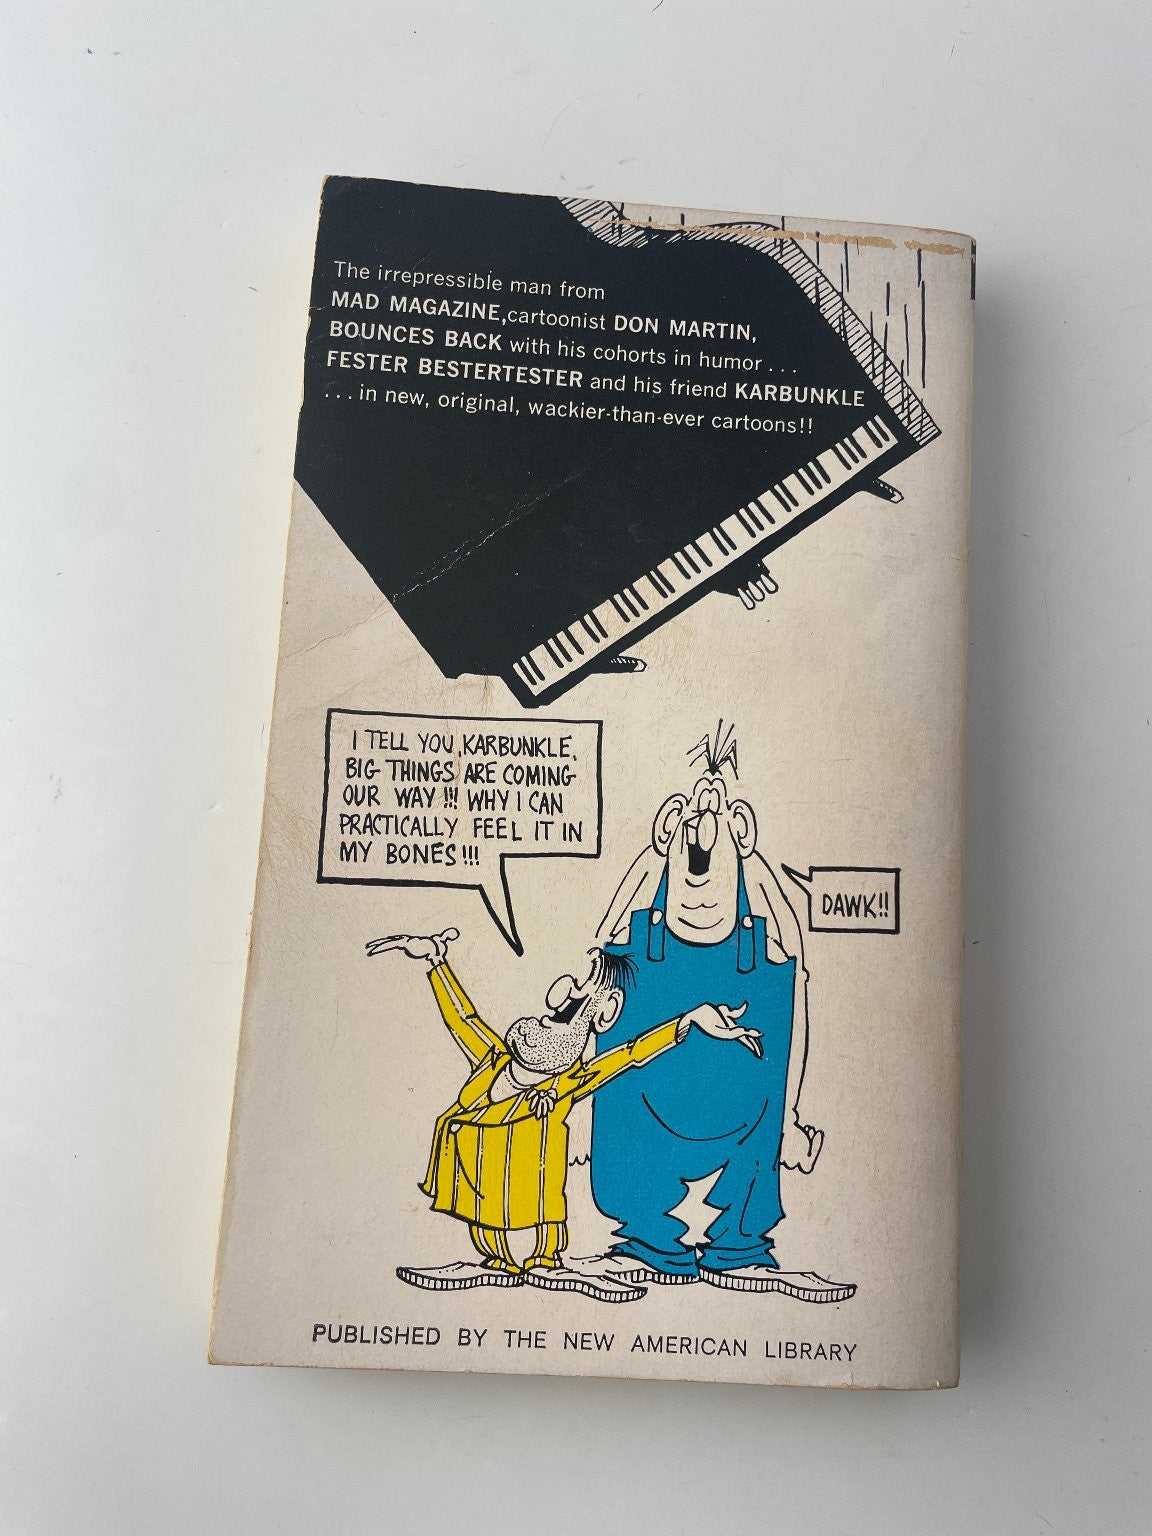 The irrepressible man from
MAD MAGAZINE,cartoonist DON MARTIN,
BOUNCES BACK with his cohorts in humor . . .
FESTER BESTERTESTER and his friend KARBUNKLE
. . . in new, original, wackier-than-ever cartoons!!
I TELL YOU, KARBUNKLE,
BIG THINGS ARE COMING
OUR WAY!!! WHY I CAN
PRACTICALLY FEEL IT IN
MY BONES!!!
DAWK!!
PUBLISHED BY THE NEW AMERICAN LIBRARY